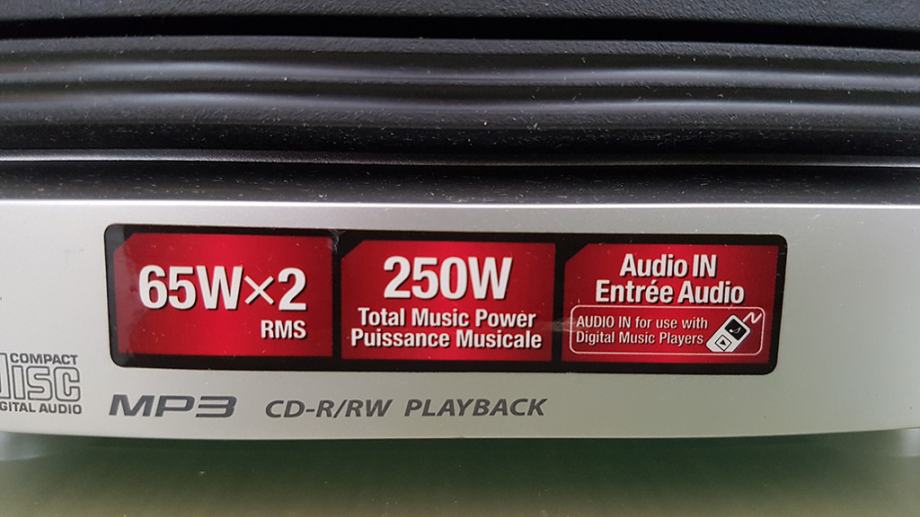 65W×2
RMS
250W
Total Music Power
Puissance Musicale
Audio IN
Entrée Audio
AUDIO IN for use with
Digital Music Players
COMPACT
disc
DIGITAL AUDIO
MP3 CD-R/RW PLAYBACK